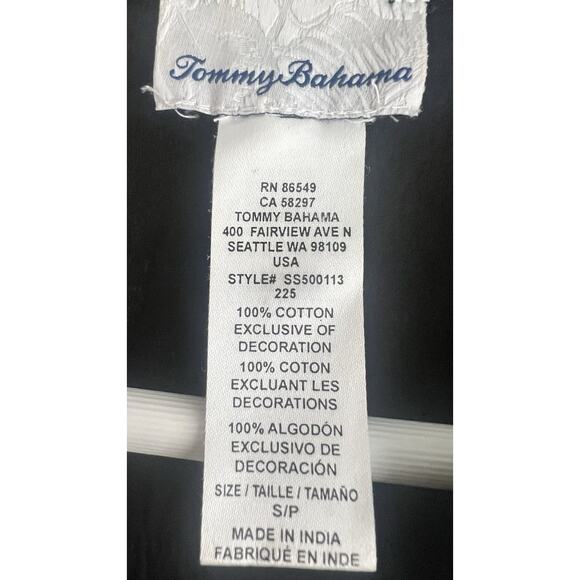 Tommy Bahama
RN 86549
CA 58297
TOMMY BAHAMA
400 FAIRVIEW AVE N
SEATTLE WA 98109
USA
STYLE# SS500113
225
100% COTTON
EXCLUSIVE OF
DECORATION
100% COTON
EXCLUANT LES
DECORATIONS
100% ALGODÓN
EXCLUSIVO DE
DECORACIÓN
SIZE / TAILLE / TAMAÑO
S/P
MADE IN INDIA
FABRIQUÉ EN INDE